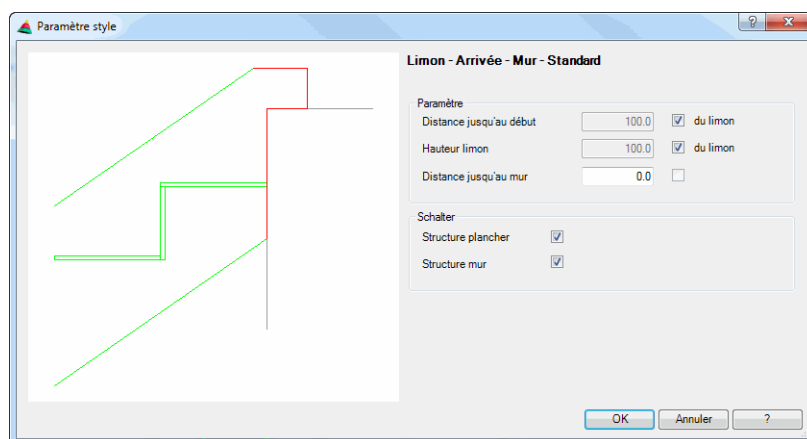 Paramètre style
?
Limon - Arrivée - Mur - Standard
Paramètre
Distance jusqu'au début 100.0 du limon
Hauteur limon 100.0 du limon
Distance jusqu'au mur 0.0
Schalter
Structure plancher
Structure mur
OK Annuler ?